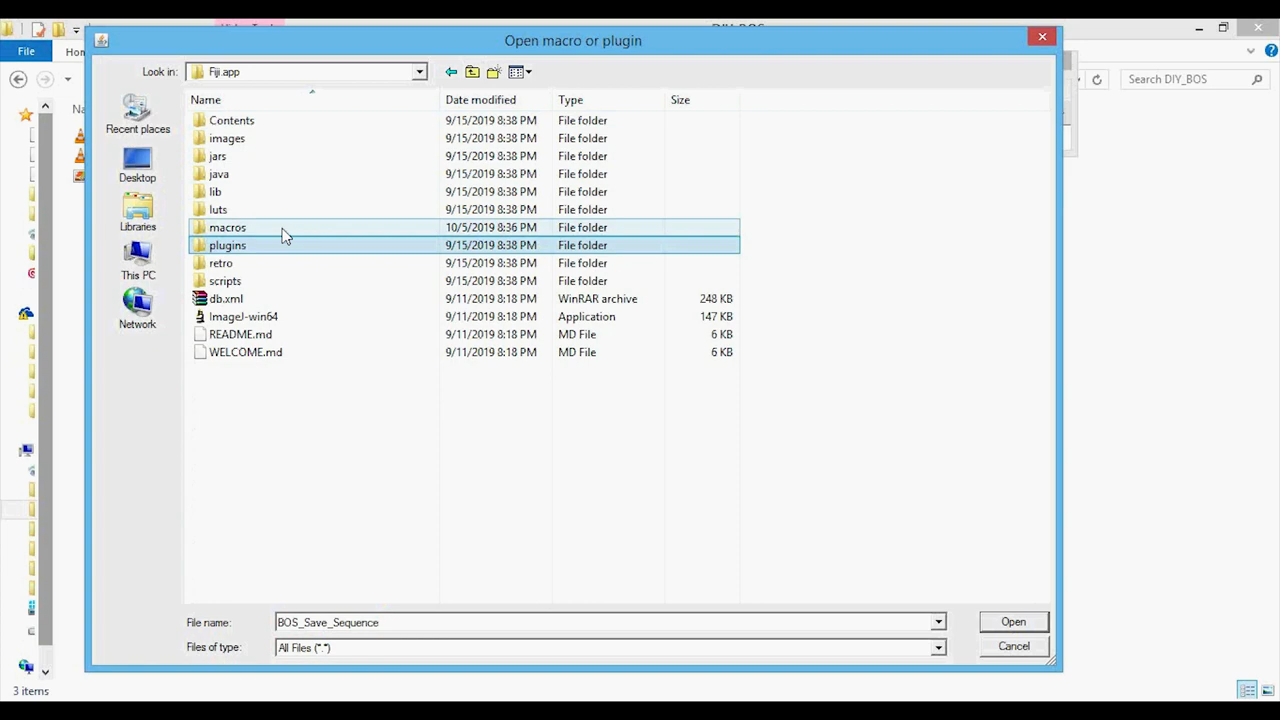 Open macro or plugin
File
Hom
Search DIY_BOS
Look in:
Fiji.app
Name
Date modified
Type
Size
Recent places
Desktop
Libraries
This PC
Network
Contents 9/15/2019 8:38 PM File folder
images 9/15/2019 8:38 PM File folder
jars 9/15/2019 8:38 PM File folder
java 9/15/2019 8:38 PM File folder
lib 9/15/2019 8:38 PM File folder
luts 9/15/2019 8:38 PM File folder
macros 10/5/2019 8:36 PM File folder
plugins 9/15/2019 8:38 PM File folder
retro 9/15/2019 8:38 PM File folder
scripts 9/15/2019 8:38 PM File folder
db.xml 9/11/2019 8:18 PM WinRAR archive 248 KB
ImageJ-win64 9/11/2019 8:18 PM Application 147 KB
README.md 9/11/2019 8:18 PM MD File 6 KB
WELCOME.md 9/11/2019 8:18 PM MD File 6 KB
File name: BOS_Save_Sequence
Open
Files of type: All Files (*.*)
Cancel
3 items